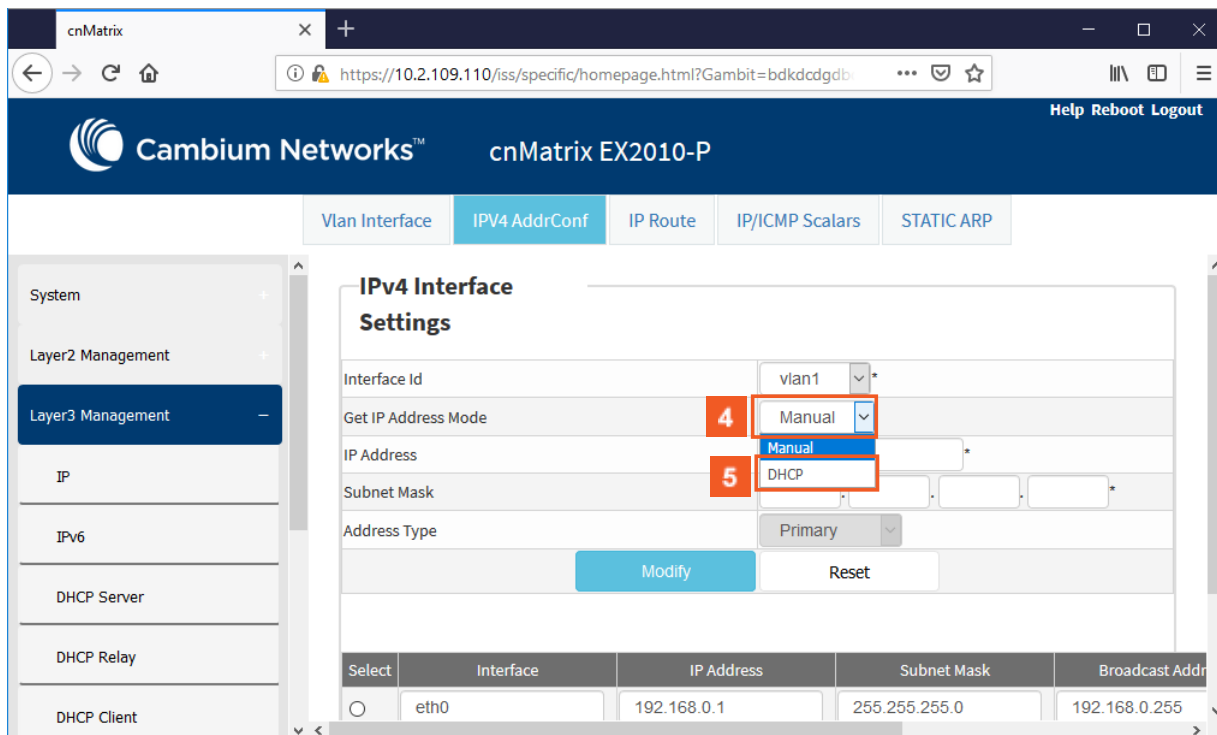 cnMatrix
https://10.2.109.110/iss/specific/homepage.html?Gambit=bdkdcdgdb
Help Reboot Logout
Cambium Networks™ cnMatrix EX2010-P
Vlan Interface IPV4 AddrConf IP Route IP/ICMP Scalars STATIC ARP
System +
Layer2 Management +
Layer3 Management –
IP
IPv6
DHCP Server
DHCP Relay
DHCP Client
IPv4 Interface
Settings
Interface Id vlan1 *
Get IP Address Mode 4 Manual
Manual
IP Address *
5 DHCP
Subnet Mask . . . *
Address Type Primary
Modify Reset
Select Interface IP Address Subnet Mask Broadcast Addr
eth0 192.168.0.1 255.255.255.0 192.168.0.255